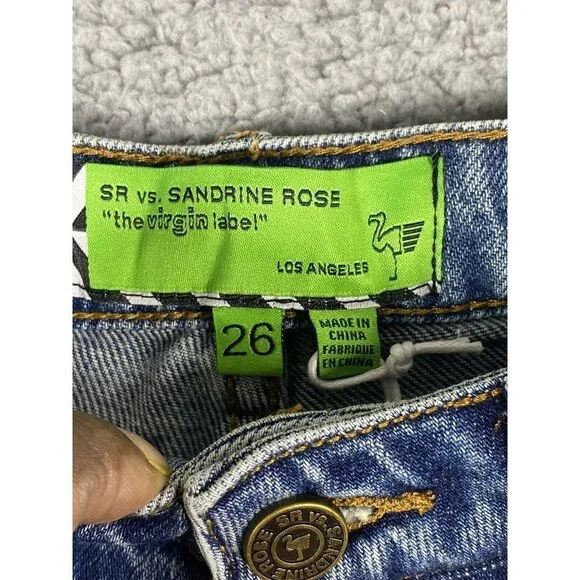 SR vs. SANDRINE ROSE
"the virgin label"
LOS ANGELES
26
MADE IN
CHINA
FABRIQUE
EN CHINA
SR Vs. SANDRINE ROSE